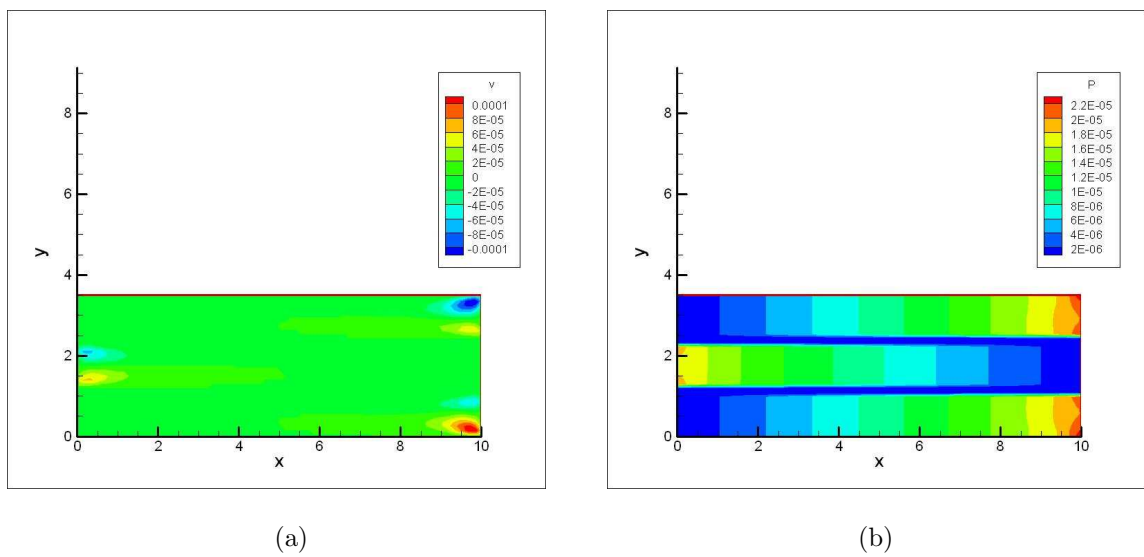 v
0.0001
8E-05
6E-05
4E-05
2E-05
0
-2E-05
-4E-05
-6E-05
-8E-05
-0.0001
8
6
4
2
0
y
0 2 4 6 8 10
x
(a)
P
2.2E-05
2E-05
1.8E-05
1.6E-05
1.4E-05
1.2E-05
1E-05
8E-06
6E-06
4E-06
2E-06
8
6
4
2
0
y
0 2 4 6 8 10
x
(b)